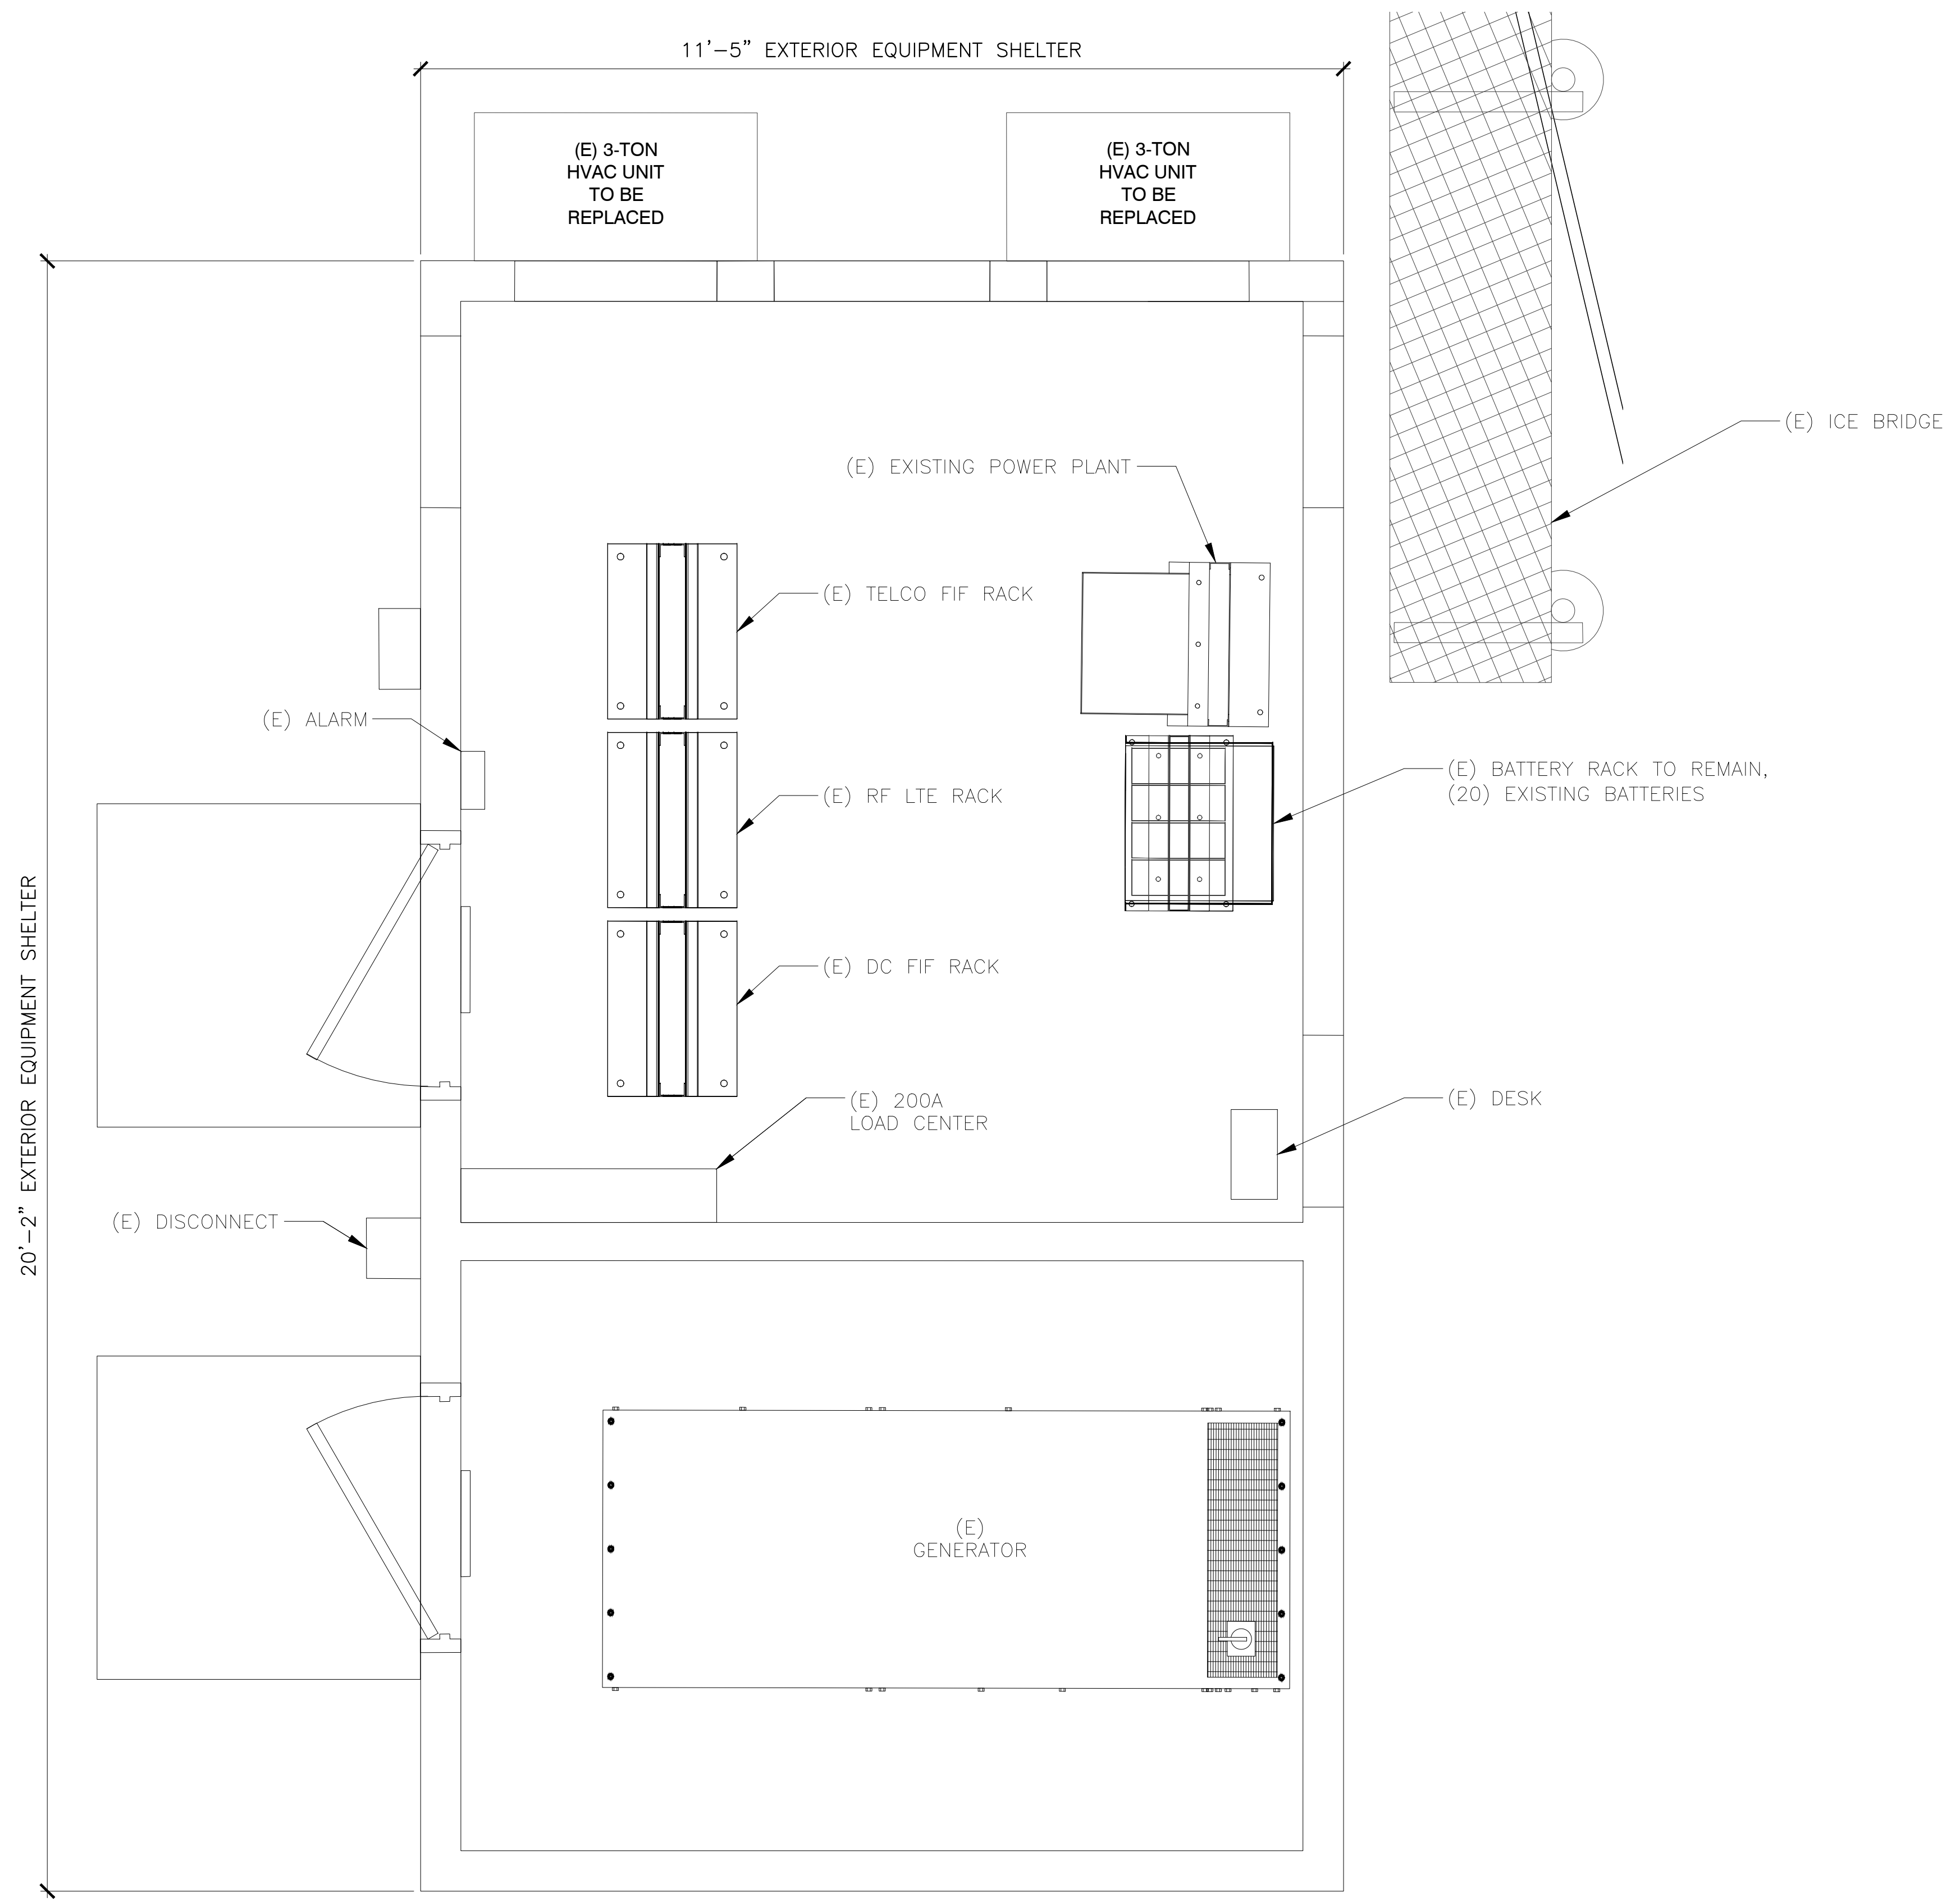 11'-5" EXTERIOR EQUIPMENT SHELTER
(E) 3-TON
HVAC UNIT
TO BE
REPLACED
(E) 3-TON
HVAC UNIT
TO BE
REPLACED
(E) ICE BRIDGE
(E) EXISTING POWER PLANT
(E) TELCO FIF RACK
(E) ALARM
(E) BATTERY RACK TO REMAIN,
(20) EXISTING BATTERIES
(E) RF LTE RACK
(E) DC FIF RACK
20'-2" EXTERIOR EQUIPMENT SHELTER
(E) 200A
LOAD CENTER
(E) DESK
(E) DISCONNECT
(E)
GENERATOR